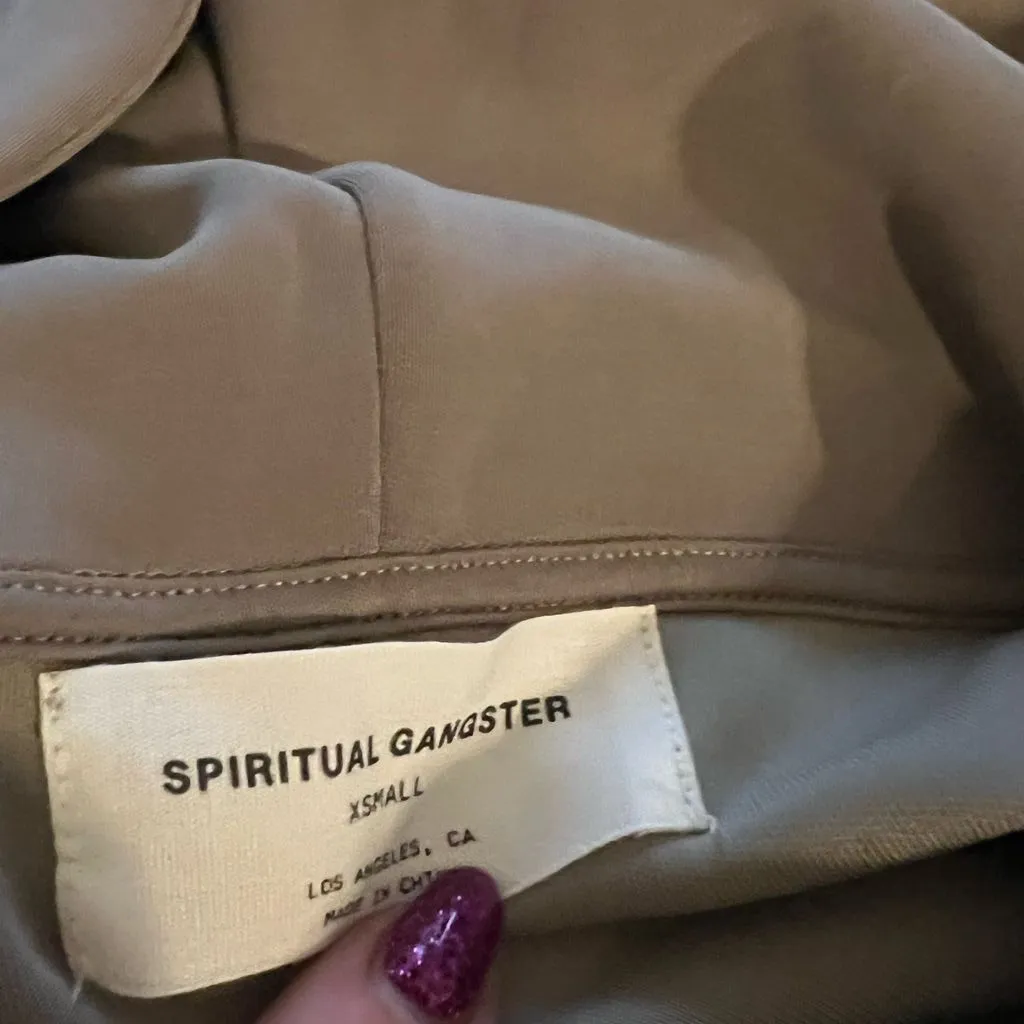 SPIRITUAL GANGSTER
XSMALL
LOS ANGELES, CA
MADE IN